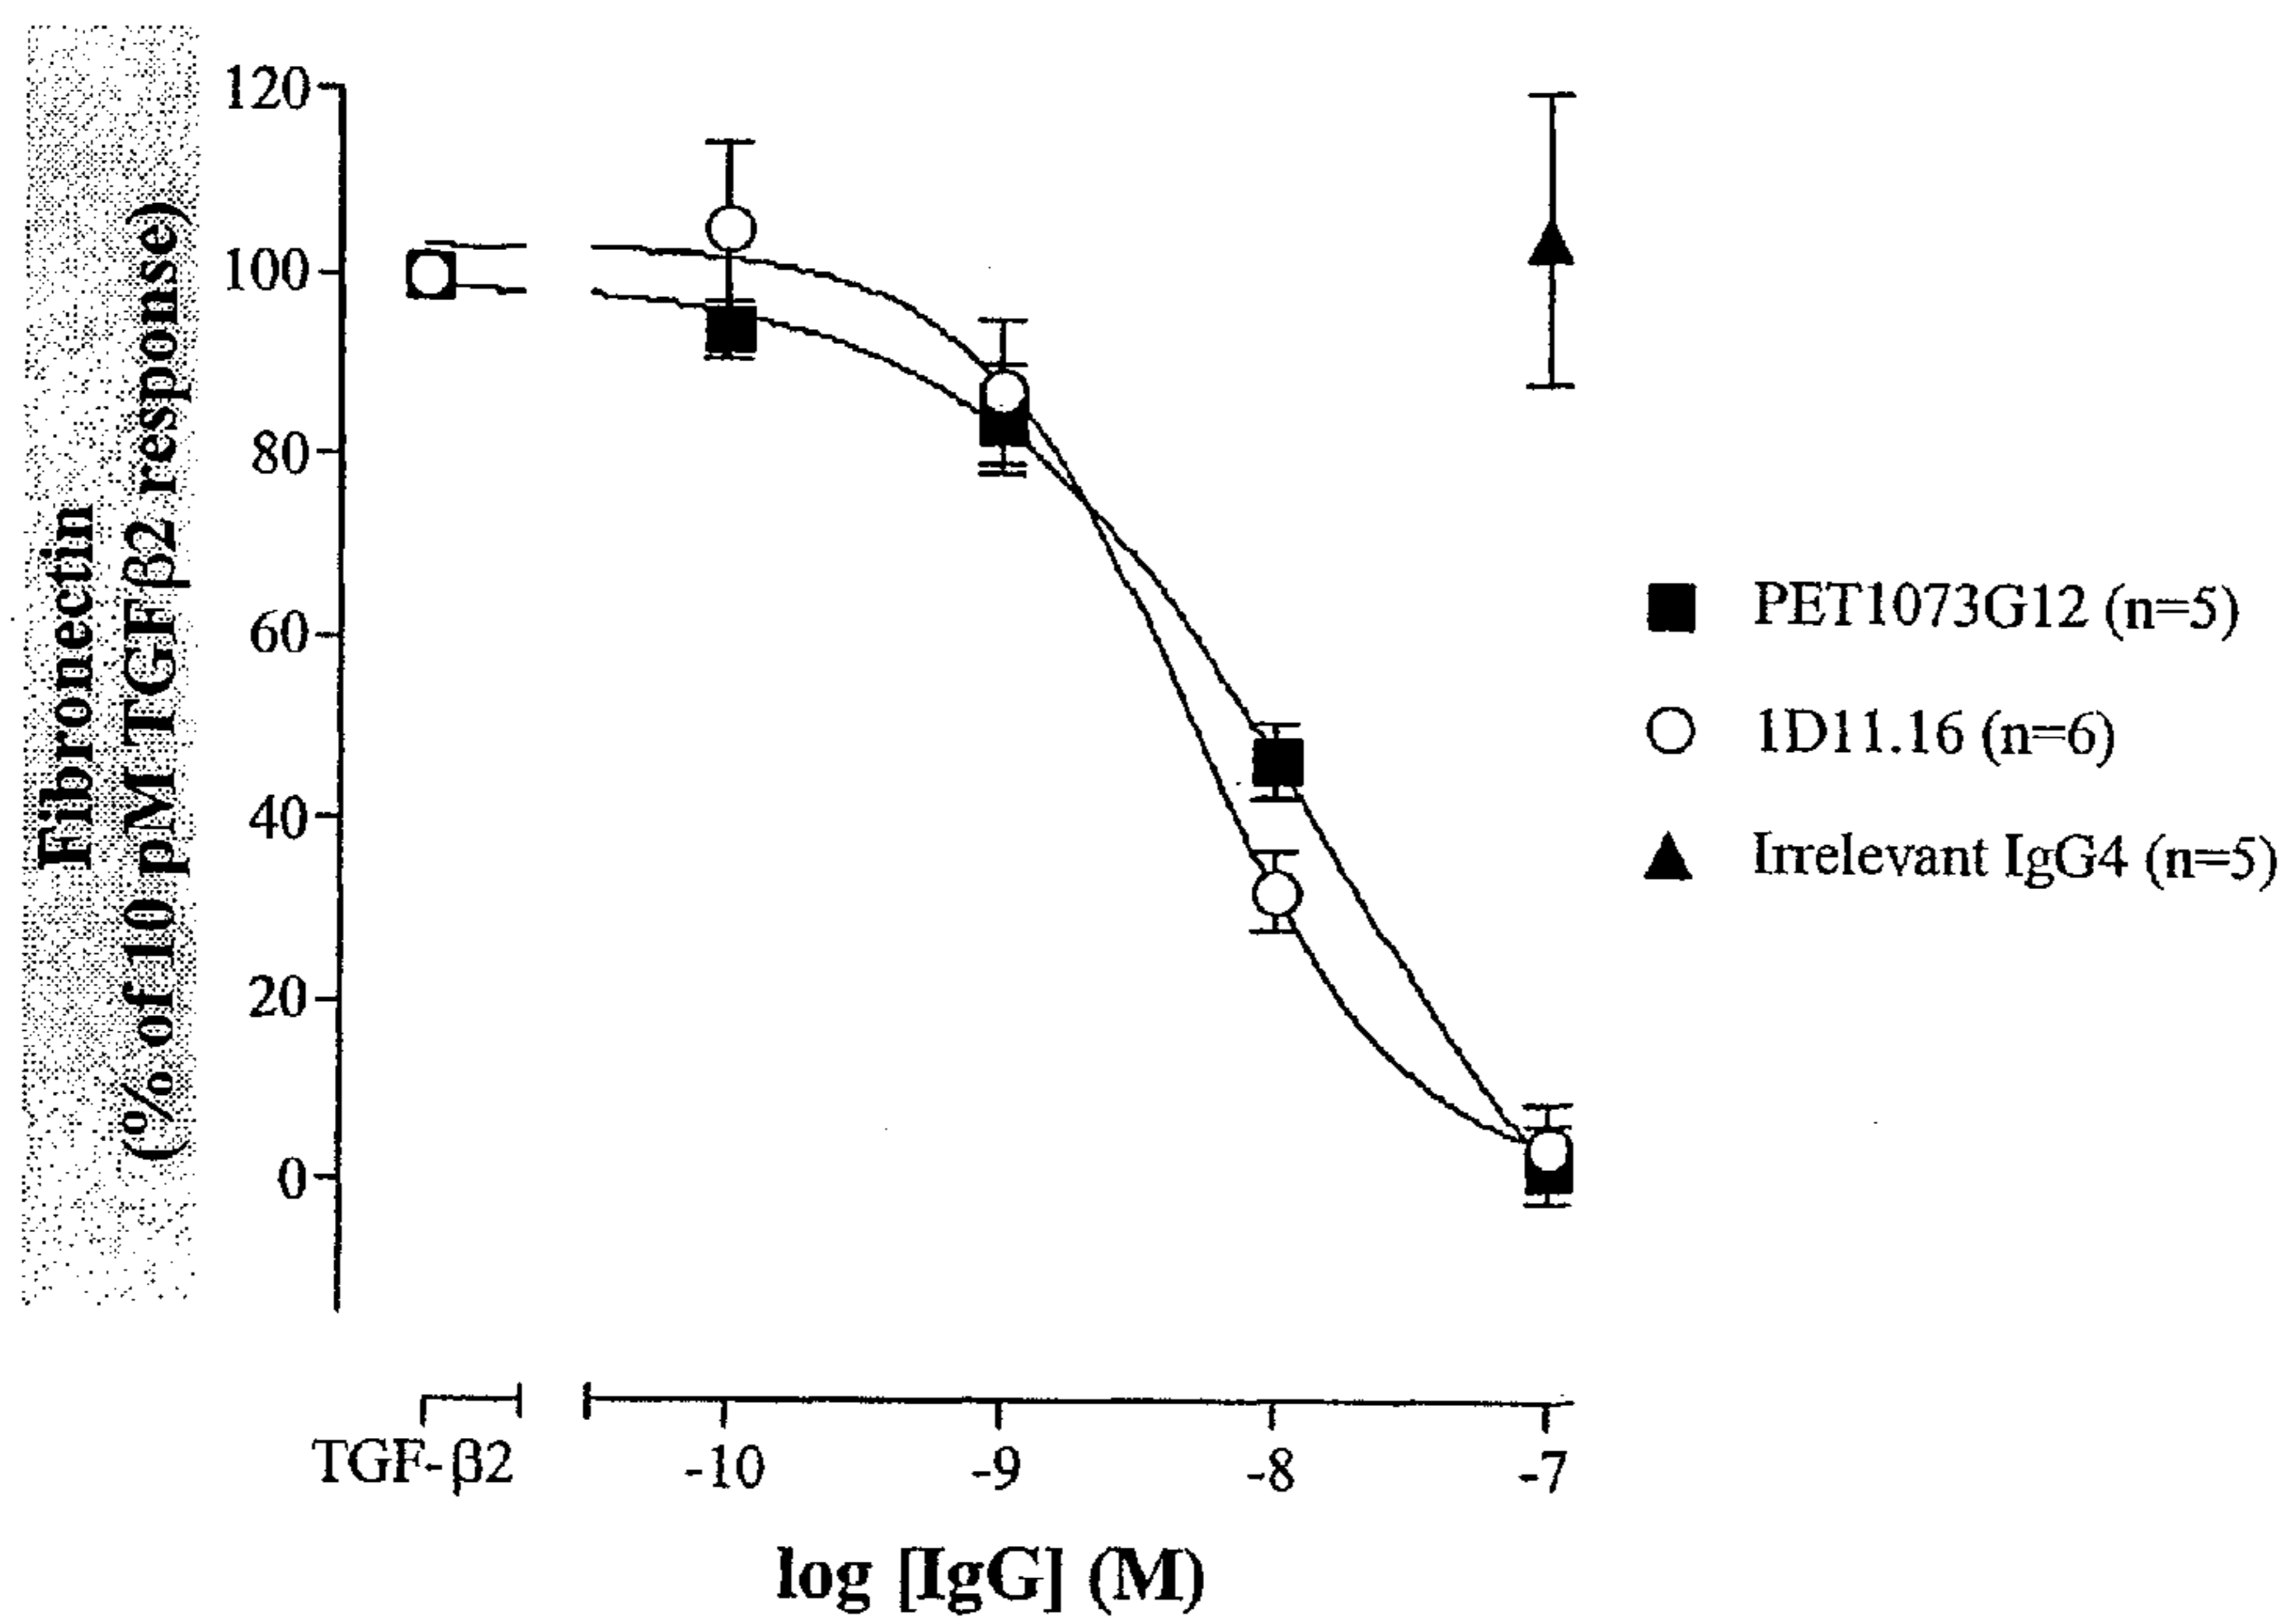 Fibronectin
(% of 10 pM TGFβ2 response)
120
100
80
60
40
20
0
PET1073G12 (n=5)
1D11.16 (n=6)
Irrelevant IgG4 (n=5)
TGF-β2
-10
-9
-8
-7
log [IgG] (M)